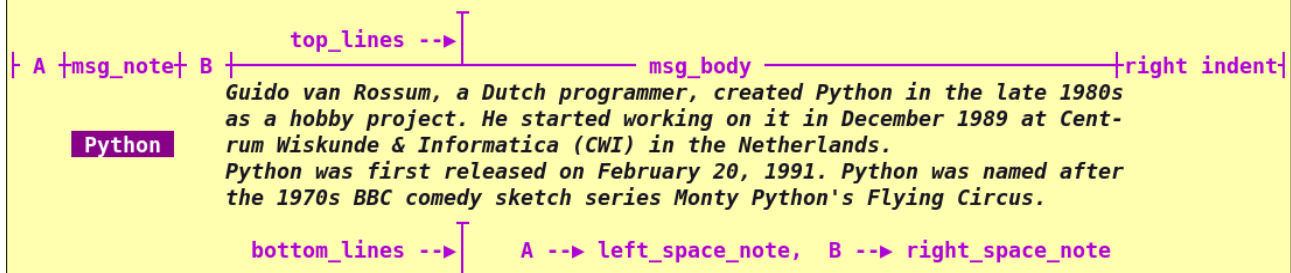 top_lines -->
A msg_note B msg_body right indent
Guido van Rossum, a Dutch programmer, created Python in the late 1980s
as a hobby project. He started working on it in December 1989 at Cent-
Python rum Wiskunde & Informatica (CWI) in the Netherlands.
Python was first released on February 20, 1991. Python was named after
the 1970s BBC comedy sketch series Monty Python's Flying Circus.
bottom_lines --> A --> left_space_note, B --> right_space_note